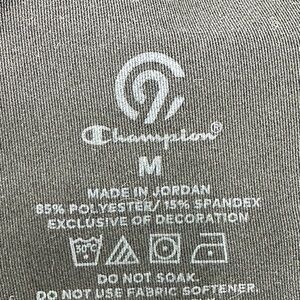 Champion®
M
MADE IN JORDAN
85% POLYESTER/15% SPANDEX
EXCLUSIVE OF DECORATION
30°C
DO NOT SOAK.
DO NOT USE FABRIC SOFTENER.